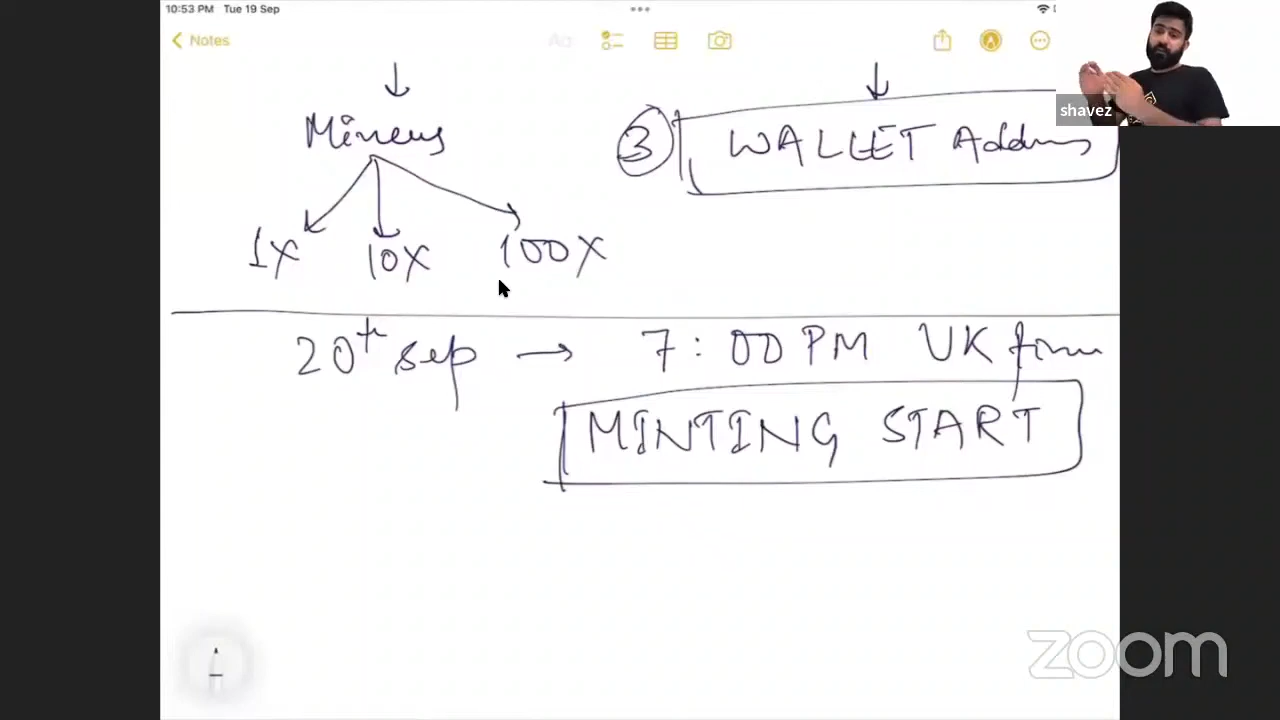 10:53 PM Tue 19 Sep
Notes
Aa
shavez
Miners
3 WALLET Address
1X 10X 100X
20th sep → 7:00 PM UK time
MINTING START
zoom